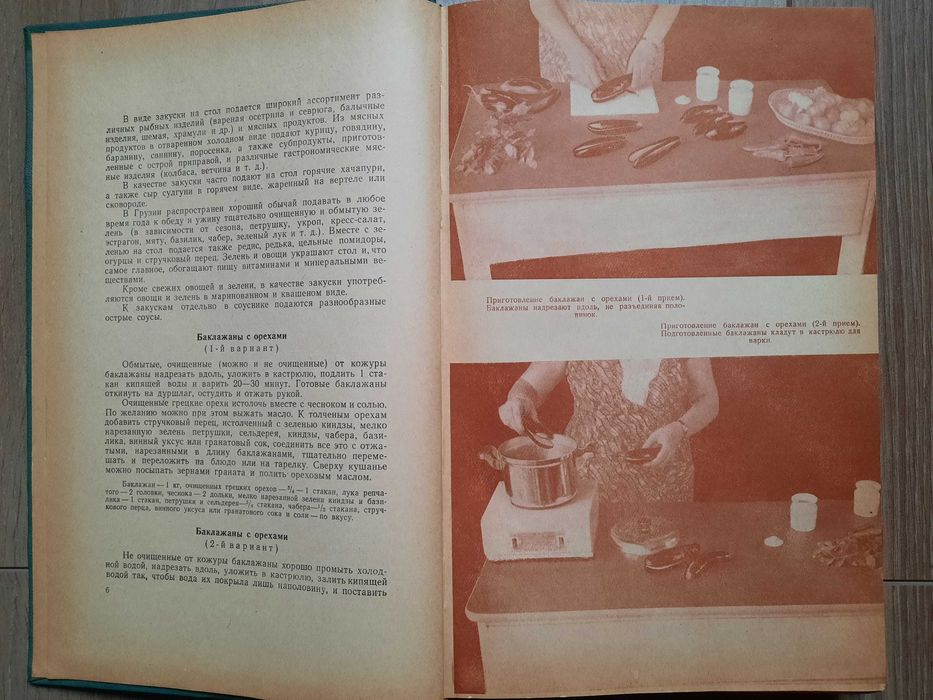 В виде закуски на стол подается широкий ассортимент раз-
личных рыбных изделий (вареная осетрина и севрюга, балычные
изделия, шемая, храмули и др.) и мясных продуктов. Из мясных
продуктов в отваренном холодном виде подают курицу, говядину,
баранину, свинину, поросенка, а также субпродукты, приготов-
ленные с острой приправой, и различные гастрономические мяс-
ные изделия (колбаса, ветчина и т. д.).
В качестве закуски часто подают на стол горячие хачапури,
а также сыр сулгуни в горячем виде, жаренный на вертеле или
сковороде.
В Грузии распространен хороший обычай подавать в любое
время года к обеду и ужину тщательно очищенную и обмытую зе-
лень (в зависимости от сезона, петрушку, укроп, кресс-салат,
эстрагон, мяту, базилик, чабер, зеленый лук и т. д.). Вместе с зе-
ленью на стол подается также редис, редька, цельные помидоры,
огурцы и стручковый перец. Зелень и овощи украшают стол и, что
самое главное, обогащают пищу витаминами и минеральными ве-
ществами.
Кроме свежих овощей и зелени, в качестве закуски употреб-
ляются овощи и зелень в маринованном и квашеном виде.
К закускам отдельно в соуснике подаются разнообразные
острые соусы.
Баклажаны с орехами
(1-й вариант)
Обмытые, очищенные (можно и не очищенные) от кожуры
баклажаны надрезать вдоль, уложить в кастрюлю, подлить 1 ста-
кан кипящей воды и варить 20—30 минут. Готовые баклажаны
откинуть на дуршлаг, остудить и отжать рукой.
Очищенные грецкие орехи истолочь вместе с чесноком и солью.
По желанию можно при этом выжать масло. К толченым орехам
добавить стручковый перец, истолченный с зеленью киндзы, мелко
нарезанную зелень петрушки, сельдерея, киндзы, чабера, бази-
лика, винный уксус или гранатовый сок, соединить все это с отжа-
тыми, нарезанными в длину баклажанами, тщательно переме-
шать и переложить на блюдо или на тарелку. Сверху кушанье
можно посыпать зернами граната и полить ореховым маслом.
Баклажан — 1 кг, очищенных грецких орехов — 3/4 — 1 стакан, лука репча-
того — 2 головки, чеснока — 2 дольки, мелко нарезанной зелени киндзы и бази-
лика — 1 стакан, петрушки и сельдерея — 1/4 стакана, чабера — 1/2 стакана, струч-
кового перца, винного уксуса или гранатового сока и соли — по вкусу.
Баклажаны с орехами
(2-й вариант)
Не очищенные от кожуры баклажаны хорошо промыть холод-
ной водой, надрезать вдоль, уложить в кастрюлю, залить кипящей
водой так, чтобы вода их покрыла лишь наполовину, и поставить
6
Приготовление баклажан с орехами (1-й прием).
Баклажаны надрезают вдоль, не разъединяя поло-
винок.
Приготовление баклажан с орехами (2-й прием).
Подготовленные баклажаны кладут в кастрюлю для
варки.